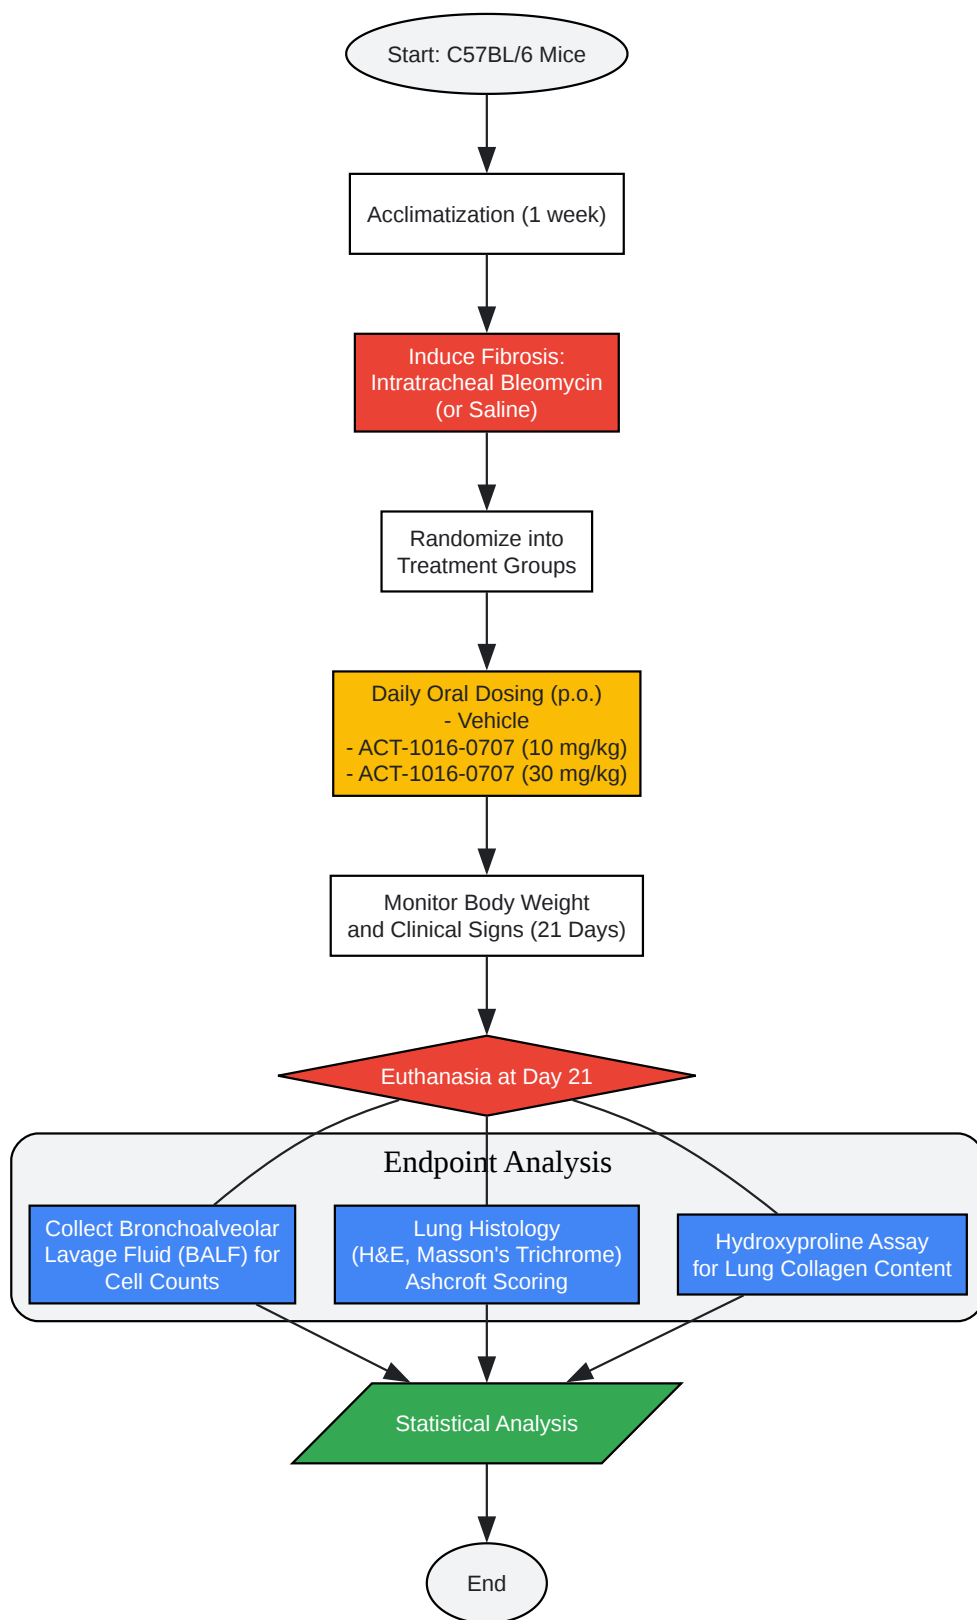 Start: C57BL/6 Mice
Acclimatization (1 week)
Induce Fibrosis:
Intratracheal Bleomycin
(or Saline)
Randomize into
Treatment Groups
Daily Oral Dosing (p.o.)
- Vehicle
- ACT-1016-0707 (10 mg/kg)
- ACT-1016-0707 (30 mg/kg)
Monitor Body Weight
and Clinical Signs (21 Days)
Euthanasia at Day 21
Endpoint Analysis
Collect Bronchoalveolar
Lavage Fluid (BALF) for
Cell Counts
Lung Histology
(H&E, Masson's Trichrome)
Ashcroft Scoring
Hydroxyproline Assay
for Lung Collagen Content
Statistical Analysis
End